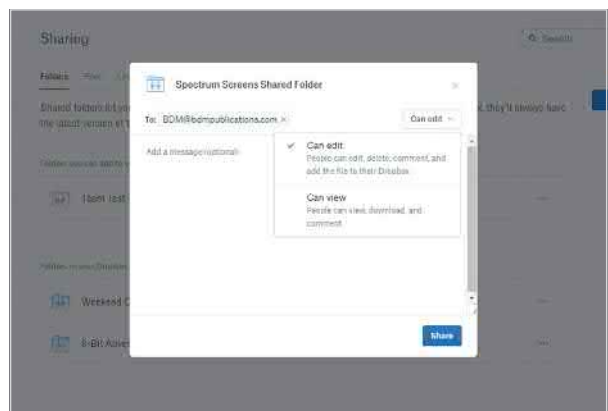 Sharing
Search
Folders
Spectrum Screens Shared Folder
To: BDM@bdmpublications.com ×
Can edit
they'll always have
Shared folders let you
the latest version of
Add a message (optional)
Can edit
People can edit, delete, comment, and
add the file to their Dropbox
Can view
People can view, download, and
comment
Weekend
8-Bit
Share